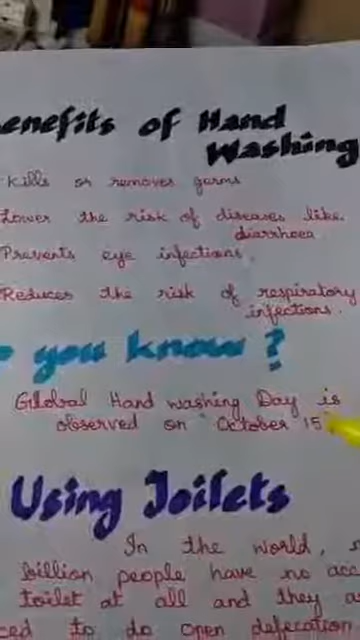 enefits of Hand
Washing
Kills or removes germs
Lower the risk of diseases like
diarrhoea
Prevents eye infections.
Reduces the risk of respiratory
infections.
o you know ?
Global Hand washing Day is
observed on "October 15"
Using Toilets
In the world,
billion people have no acc
toilet at all and they a
ced to do open defecation